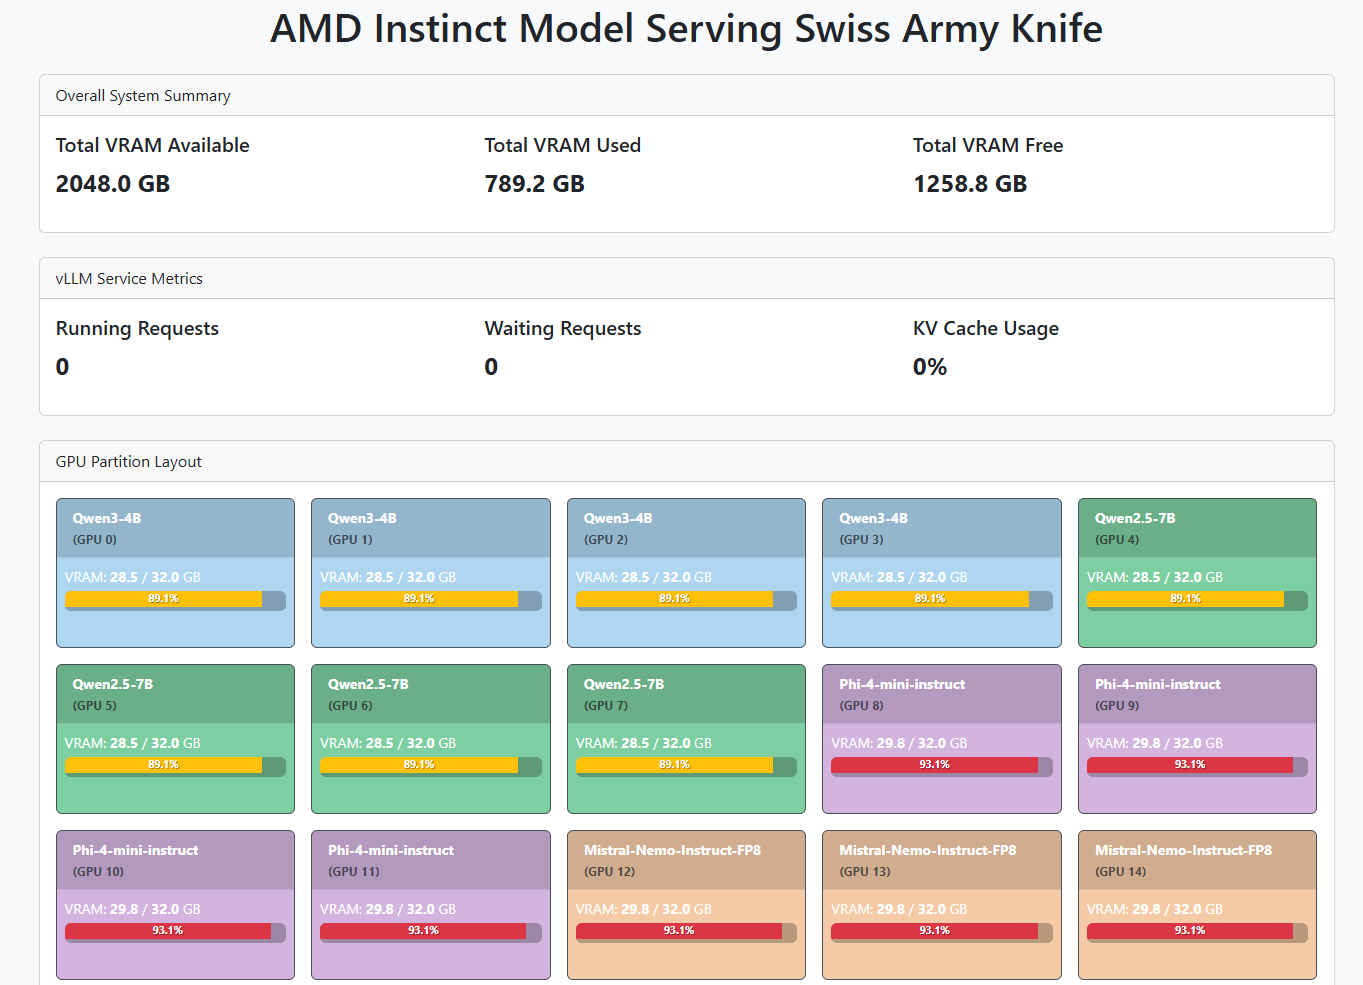 AMD Instinct Model Serving Swiss Army Knife
Overall System Summary
Total VRAM Available
Total VRAM Used
Total VRAM Free
2048.0 GB
789.2 GB
1258.8 GB
vLLM Service Metrics
Running Requests
Waiting Requests
KV Cache Usage
0
0
0%
GPU Partition Layout
Qwen3-4B
(GPU 0)
VRAM: 28.5 / 32.0 GB
89.1%
Qwen3-4B
(GPU 1)
VRAM: 28.5 / 32.0 GB
89.1%
Qwen3-4B
(GPU 2)
VRAM: 28.5 / 32.0 GB
89.1%
Qwen3-4B
(GPU 3)
VRAM: 28.5 / 32.0 GB
89.1%
Qwen2.5-7B
(GPU 4)
VRAM: 28.5 / 32.0 GB
89.1%
Qwen2.5-7B
(GPU 5)
VRAM: 28.5 / 32.0 GB
89.1%
Qwen2.5-7B
(GPU 6)
VRAM: 28.5 / 32.0 GB
89.1%
Qwen2.5-7B
(GPU 7)
VRAM: 28.5 / 32.0 GB
89.1%
Phi-4-mini-instruct
(GPU 8)
VRAM: 29.8 / 32.0 GB
93.1%
Phi-4-mini-instruct
(GPU 9)
VRAM: 29.8 / 32.0 GB
93.1%
Phi-4-mini-instruct
(GPU 10)
VRAM: 29.8 / 32.0 GB
93.1%
Phi-4-mini-instruct
(GPU 11)
VRAM: 29.8 / 32.0 GB
93.1%
Mistral-Nemo-Instruct-FP8
(GPU 12)
VRAM: 29.8 / 32.0 GB
93.1%
Mistral-Nemo-Instruct-FP8
(GPU 13)
VRAM: 29.8 / 32.0 GB
93.1%
Mistral-Nemo-Instruct-FP8
(GPU 14)
VRAM: 29.8 / 32.0 GB
93.1%